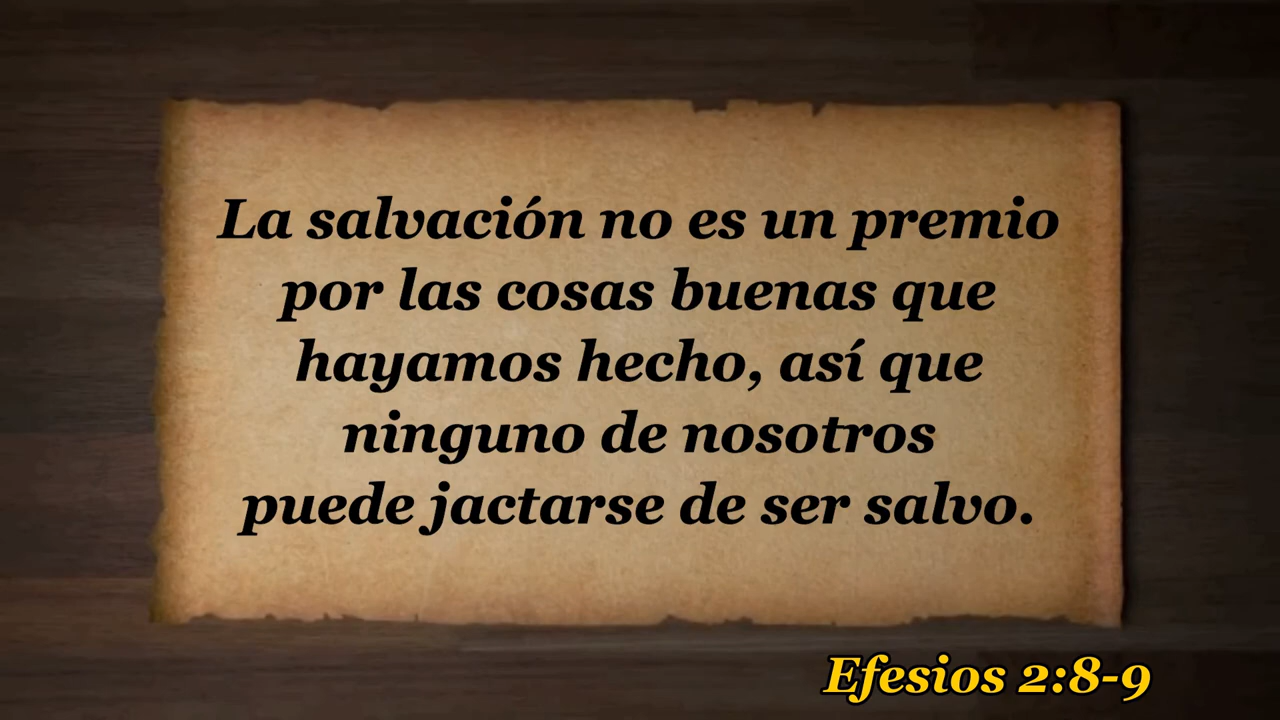 La salvación no es un premio
por las cosas buenas que
hayamos hecho, así que
ninguno de nosotros
puede jactarse de ser salvo.
Efesios 2:8-9